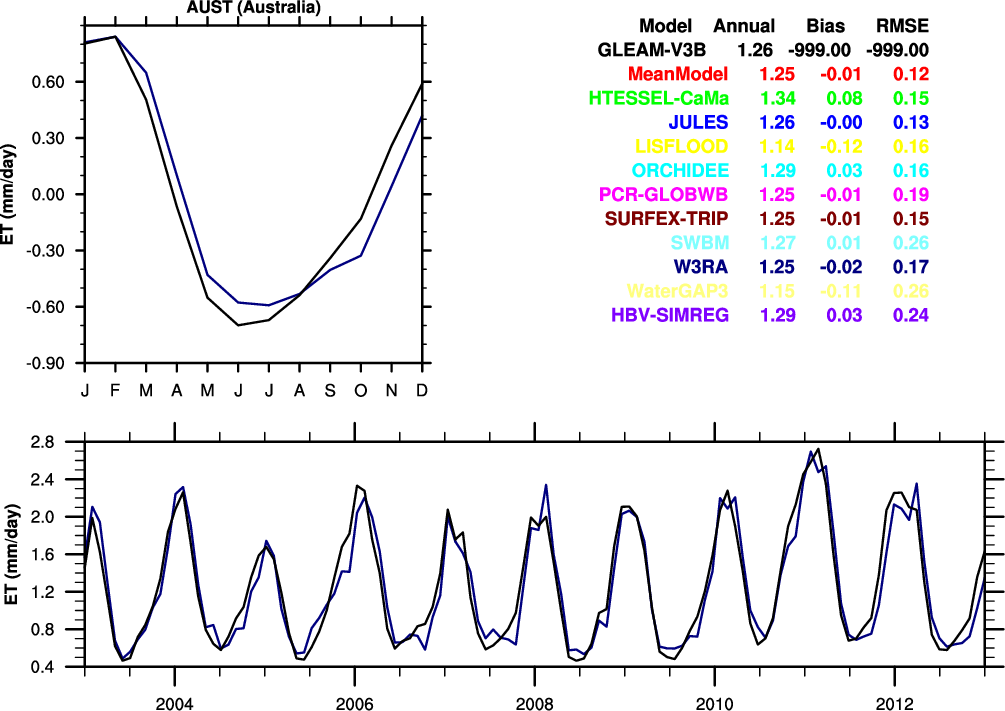 AUST (Australia)
Model Annual Bias RMSE
GLEAM-V3B 1.26 -999.00 -999.00
MeanModel 1.25 -0.01 0.12
HTESSEL-CaMa 1.34 0.08 0.15
JULES 1.26 -0.00 0.13
LISFLOOD 1.14 -0.12 0.16
ORCHIDEE 1.29 0.03 0.16
PCR-GLOBWB 1.25 -0.01 0.19
SURFEX-TRIP 1.25 -0.01 0.15
SWBM 1.27 0.01 0.26
W3RA 1.25 -0.02 0.17
WaterGAP3 1.15 -0.11 0.26
HBV-SIMREG 1.29 0.03 0.24
ET (mm/day)
0.60
0.30
0.00
-0.30
-0.60
-0.90
J F M A M J J A S O N D
ET (mm/day)
2.8
2.4
2.0
1.6
1.2
0.8
0.4
2004 2006 2008 2010 2012